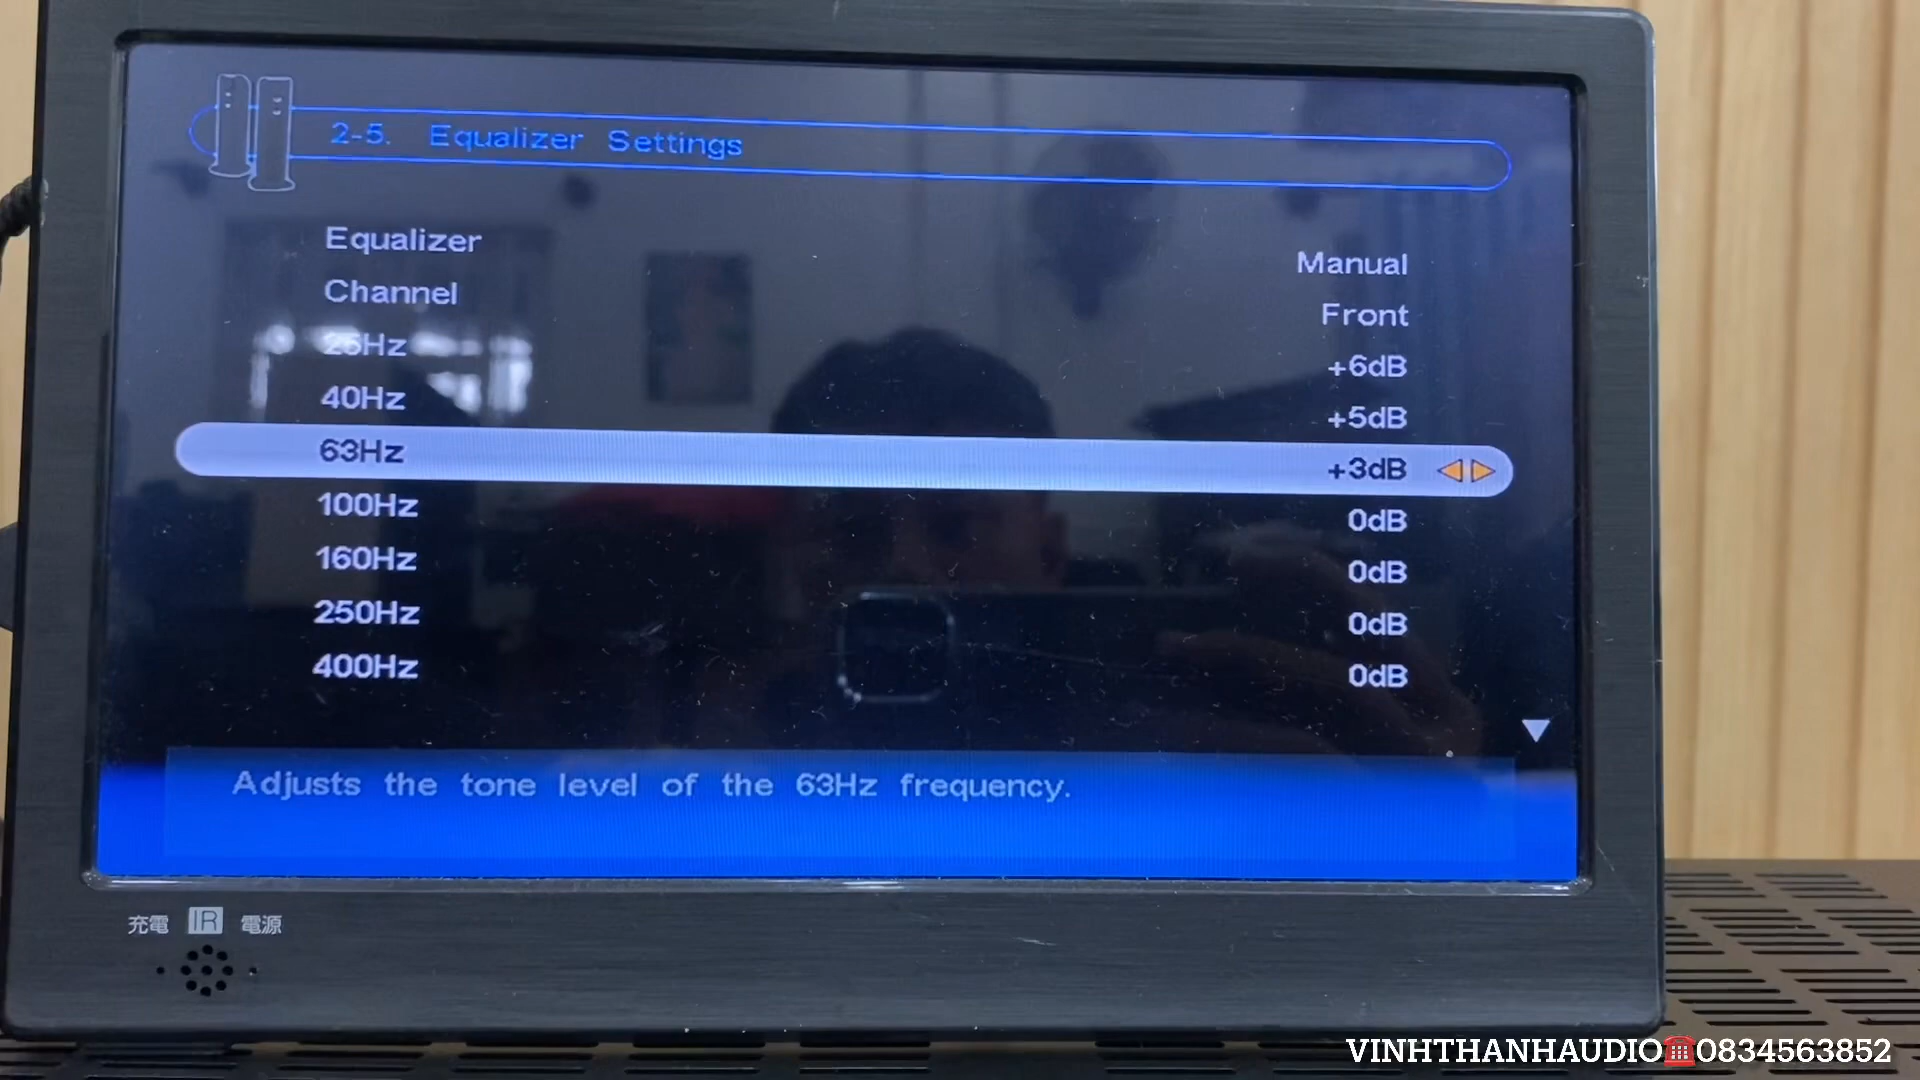 2-5. Equalizer Settings
Equalizer Manual
Channel Front
25Hz +6dB
40Hz +5dB
63Hz +3dB
100Hz 0dB
160Hz 0dB
250Hz 0dB
400Hz 0dB
Adjusts the tone level of the 63Hz frequency.
充電 IR 電源
VINHTHANHAUDIO☎0834563852